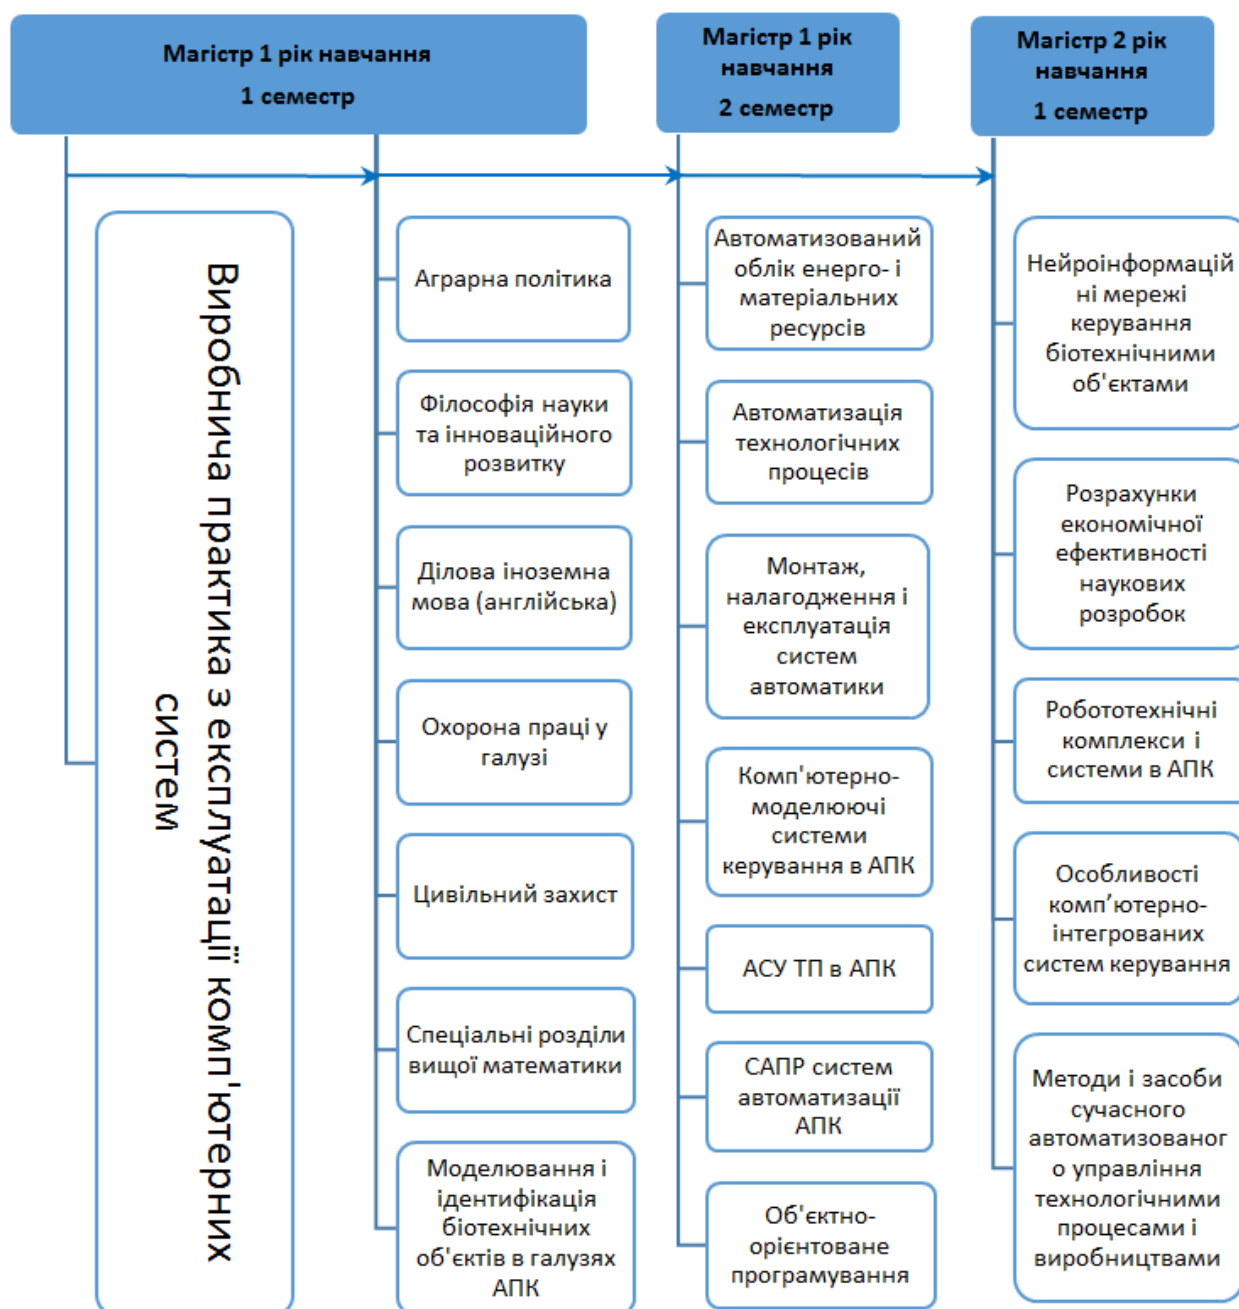 Магістр 1 рік навчання
1 семестр
Виробнича практика з експлуатації комп'ютерних
систем
Аграрна політика
Філософія науки
та інноваційного
розвитку
Ділова іноземна
мова (англійська)
Охорона праці у
галузі
Цивільний захист
Спеціальні розділи
вищої математики
Моделювання і
ідентифікація
біотехнічних
об'єктів в галузях
АПК
Магістр 1 рік
навчання
2 семестр
Автоматизований
облік енерго- і
матеріальних
ресурсів
Автоматизація
технологічних
процесів
Монтаж,
налагодження і
експлуатація
систем
автоматики
Комп'ютерно-
моделюючі
системи
керування в АПК
АСУ ТП в АПК
САПР систем
автоматизації
АПК
Об'єктно-
орієнтоване
програмування
Магістр 2 рік
навчання
1 семестр
Нейроінформацій
ні мережі
керування
біотехнічними
об'єктами
Розрахунки
економічної
ефективності
наукових
розробок
Робототехнічні
комплекси і
системи в АПК
Особливості
комп’ютерно-
інтегрованих
систем керування
Методи і засоби
сучасного
автоматизованог
о управління
технологічними
процесами і
виробництвами